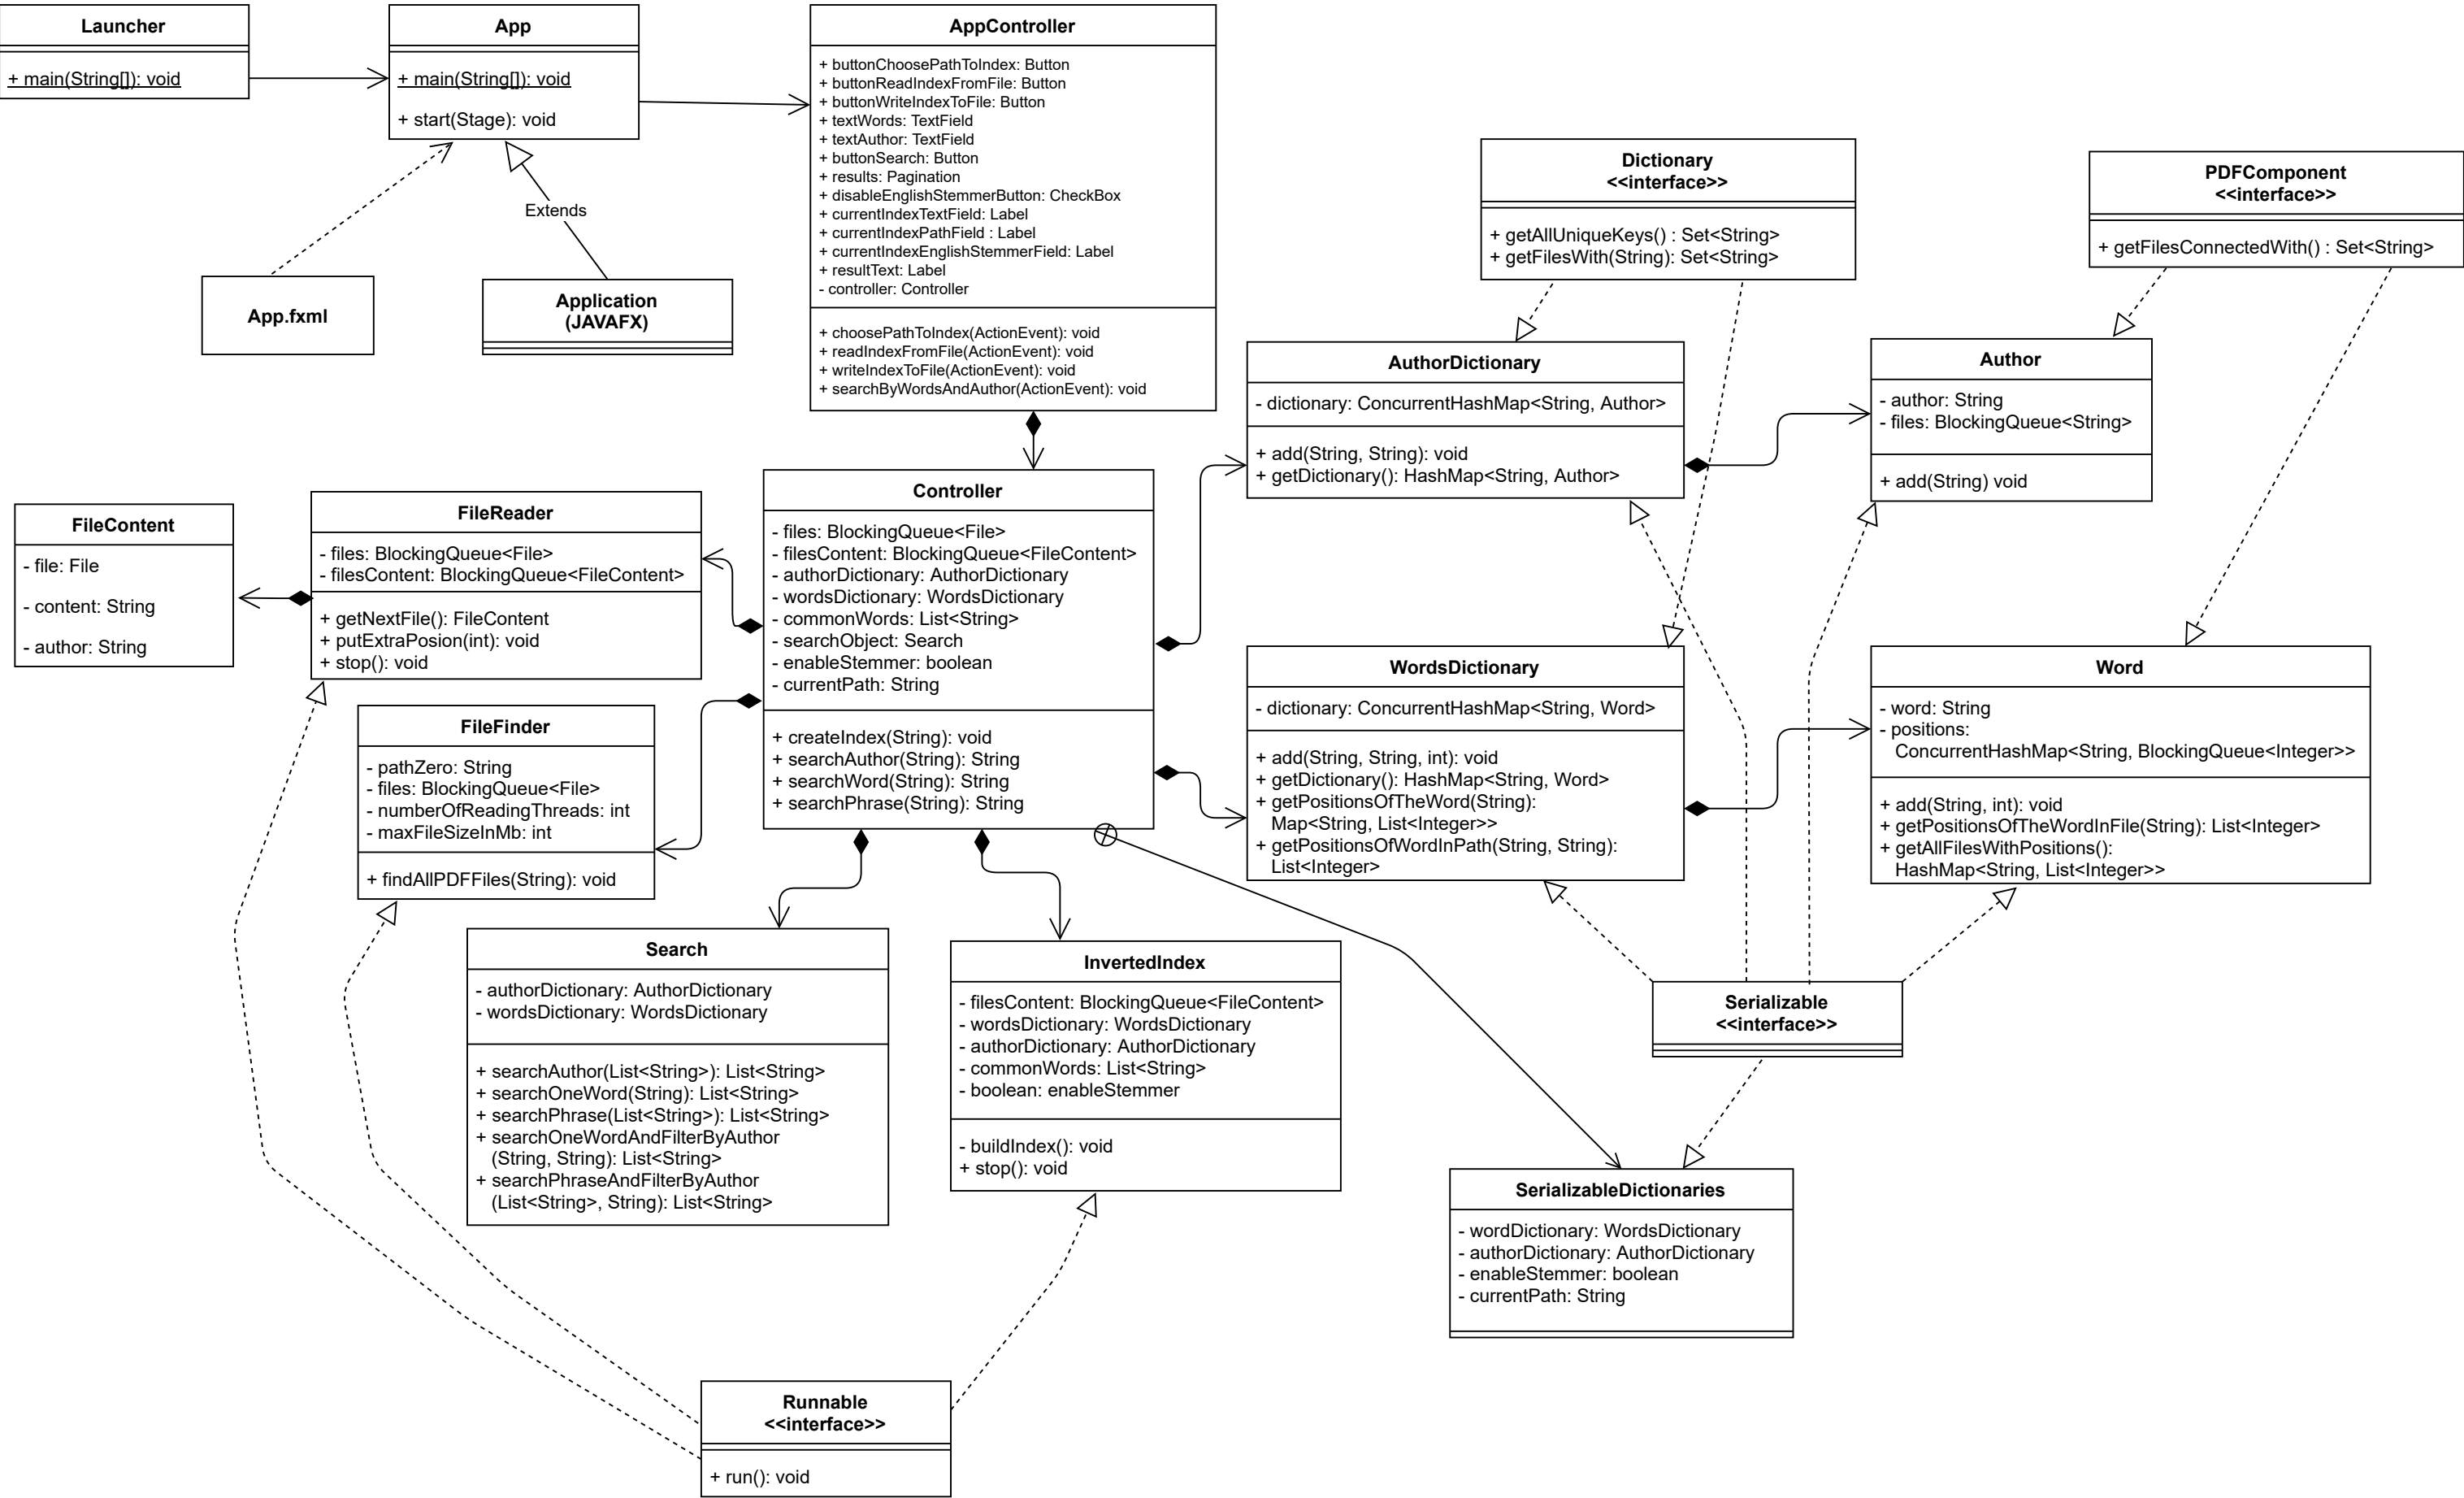 Launcher
+ main(String[]): void
App
+ main(String[]): void
+ start(Stage): void
Extends
App.fxml
Application
(JAVAFX)
AppController
+ buttonChoosePathToIndex: Button
+ buttonReadIndexFromFile: Button
+ buttonWriteIndexToFile: Button
+ textWords: TextField
+ textAuthor: TextField
+ buttonSearch: Button
+ results: Pagination
+ disableEnglishStemmerButton: CheckBox
+ currentIndexTextField: Label
+ currentIndexPathField : Label
+ currentIndexEnglishStemmerField: Label
+ resultText: Label
- controller: Controller
+ choosePathToIndex(ActionEvent): void
+ readIndexFromFile(ActionEvent): void
+ writeIndexToFile(ActionEvent): void
+ searchByWordsAndAuthor(ActionEvent): void
Dictionary
<<interface>>
+ getAllUniqueKeys() : Set<String>
+ getFilesWith(String): Set<String>
PDFComponent
<<interface>>
+ getFilesConnectedWith() : Set<String>
AuthorDictionary
- dictionary: ConcurrentHashMap<String, Author>
+ add(String, String): void
+ getDictionary(): HashMap<String, Author>
Author
- author: String
- files: BlockingQueue<String>
+ add(String) void
FileContent
- file: File
- content: String
- author: String
FileReader
- files: BlockingQueue<File>
- filesContent: BlockingQueue<FileContent>
+ getNextFile(): FileContent
+ putExtraPosion(int): void
+ stop(): void
Controller
- files: BlockingQueue<File>
- filesContent: BlockingQueue<FileContent>
- authorDictionary: AuthorDictionary
- wordsDictionary: WordsDictionary
- commonWords: List<String>
- searchObject: Search
- enableStemmer: boolean
- currentPath: String
+ createIndex(String): void
+ searchAuthor(String): String
+ searchWord(String): String
+ searchPhrase(String): String
FileFinder
- pathZero: String
- files: BlockingQueue<File>
- numberOfReadingThreads: int
- maxFileSizeInMb: int
+ findAllPDFFiles(String): void
WordsDictionary
- dictionary: ConcurrentHashMap<String, Word>
+ add(String, String, int): void
+ getDictionary(): HashMap<String, Word>
+ getPositionsOfTheWord(String):
Map<String, List<Integer>>
+ getPositionsOfWordInPath(String, String):
List<Integer>
Word
- word: String
- positions:
ConcurrentHashMap<String, BlockingQueue<Integer>>
+ add(String, int): void
+ getPositionsOfTheWordInFile(String): List<Integer>
+ getAllFilesWithPositions():
HashMap<String, List<Integer>>
Search
- authorDictionary: AuthorDictionary
- wordsDictionary: WordsDictionary
+ searchAuthor(List<String>): List<String>
+ searchOneWord(String): List<String>
+ searchPhrase(List<String>): List<String>
+ searchOneWordAndFilterByAuthor
(String, String): List<String>
+ searchPhraseAndFilterByAuthor
(List<String>, String): List<String>
InvertedIndex
- filesContent: BlockingQueue<FileContent>
- wordsDictionary: WordsDictionary
- authorDictionary: AuthorDictionary
- commonWords: List<String>
- boolean: enableStemmer
- buildIndex(): void
+ stop(): void
Serializable
<<interface>>
SerializableDictionaries
- wordDictionary: WordsDictionary
- authorDictionary: AuthorDictionary
- enableStemmer: boolean
- currentPath: String
Runnable
<<interface>>
+ run(): void